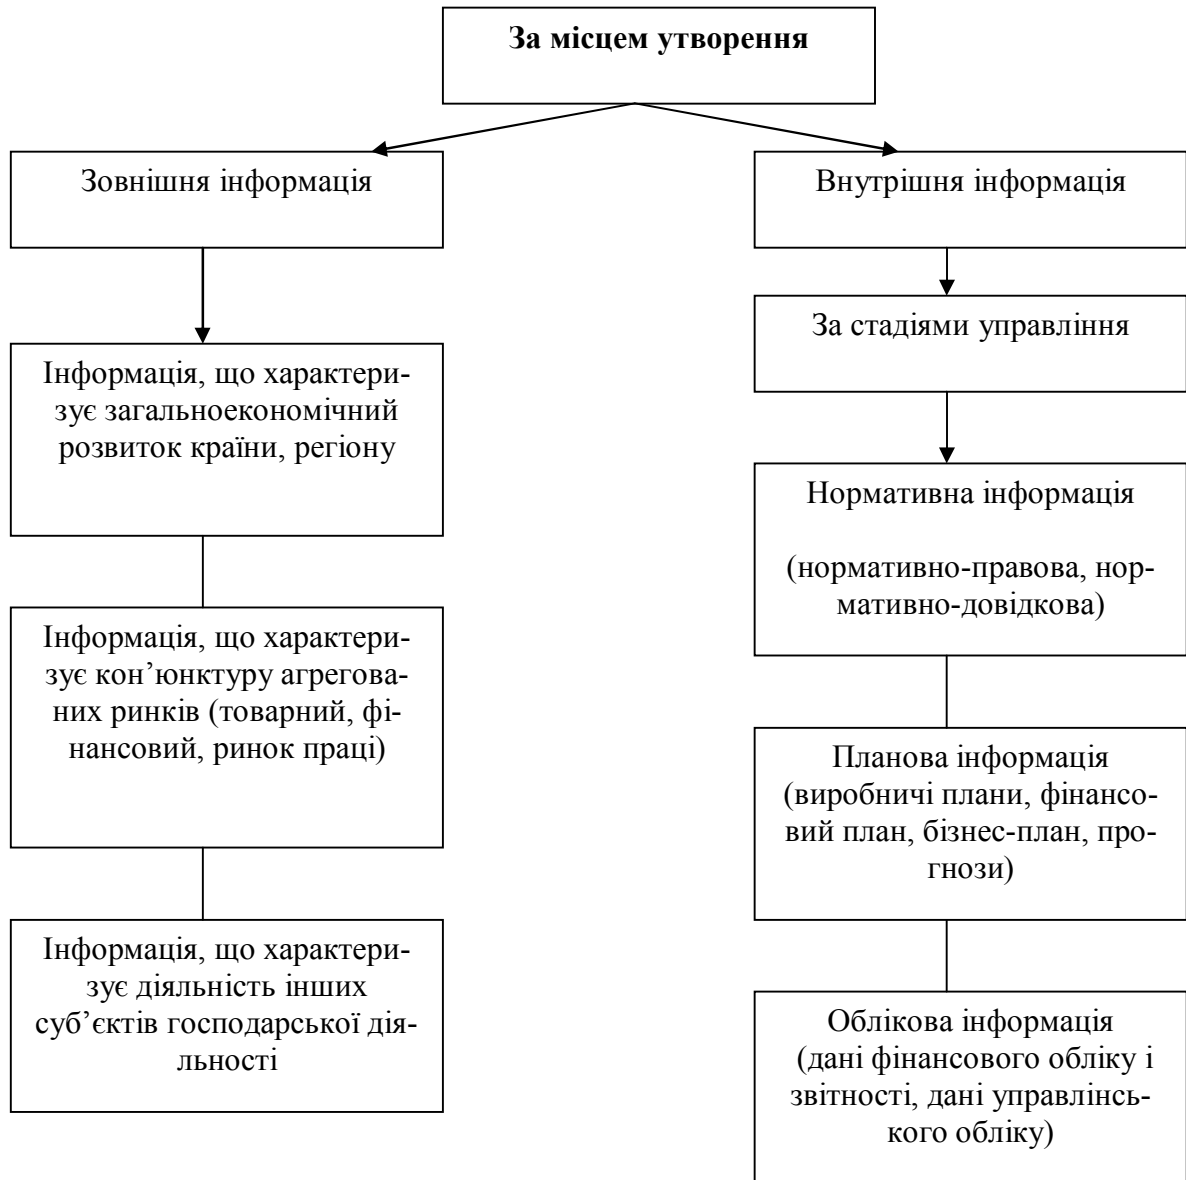 За місцем утворення
Зовнішня інформація
Інформація, що характери-
зує загальноекономічний
розвиток країни, регіону
Інформація, що характери-
зує кон’юнктуру агрегова-
них ринків (товарний, фі-
нансовий, ринок праці)
Інформація, що характери-
зує діяльність інших
суб’єктів господарської дія-
льності
Внутрішня інформація
За стадіями управління
Нормативна інформація
(нормативно-правова, нор-
мативно-довідкова)
Планова інформація
(виробничі плани, фінансо-
вий план, бізнес-план, про-
гнози)
Облікова інформація
(дані фінансового обліку і
звітності, дані управлінсь-
кого обліку)